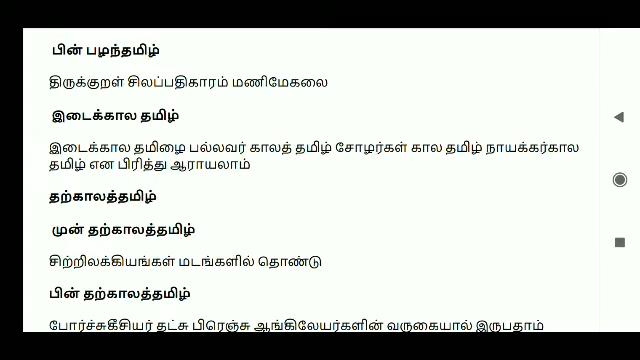 பின் பழந்தமிழ்
திருக்குறள் சிலப்பதிகாரம் மணிமேகலை
இடைக்கால தமிழ்
இடைக்கால தமிழை பல்லவர் காலத் தமிழ் சோழர்கள் கால தமிழ் நாயக்கர்கால
தமிழ் என பிரித்து ஆராயலாம்
தற்காலத்தமிழ்
முன் தற்காலத்தமிழ்
சிற்றிலக்கியங்கள் மடங்களில் தொண்டு
பின் தற்காலத்தமிழ்
போர்ச்சுகீசியர் தட்சு பிரெஞ்சு ஆங்கிலேயர்களின் வருகையால் இருபதாம்